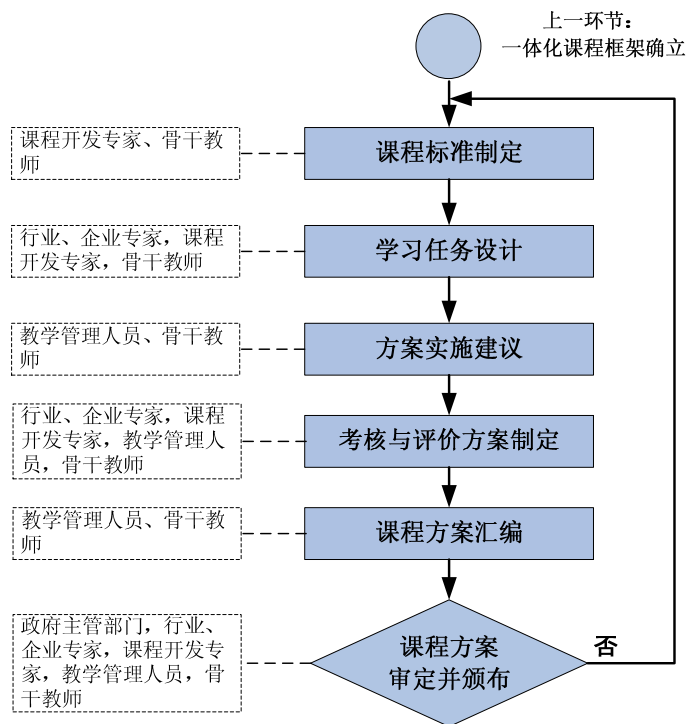 上一环节：
一体化课程框架确立
课程开发专家、骨干教
师
课程标准制定
行业、企业专家，课程
开发专家，骨干教师
学习任务设计
教学管理人员、骨干教
师
方案实施建议
行业、企业专家，课程
开发专家，教学管理人
员，骨干教师
考核与评价方案制定
教学管理人员、骨干教
师
课程方案汇编
政府主管部门，行业、
企业专家，课程开发专
家，教学管理人员，骨
干教师
课程方案
审定并颁布
否